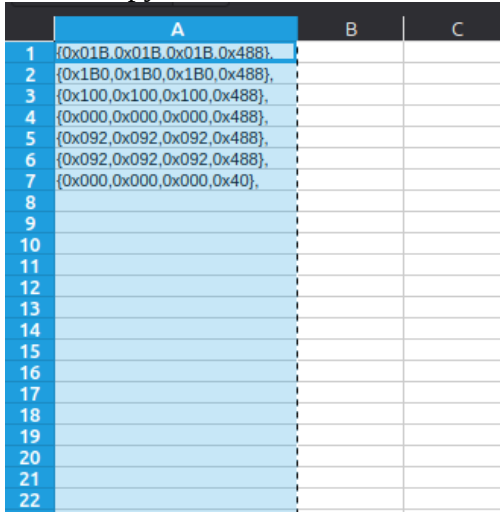 A B C
1 {0x01B,0x01B,0x01B,0x488},
2 {0x1B0,0x1B0,0x1B0,0x488},
3 {0x100,0x100,0x100,0x488},
4 {0x000,0x000,0x000,0x488},
5 {0x092,0x092,0x092,0x488},
6 {0x092,0x092,0x092,0x488},
7 {0x000,0x000,0x000,0x40},
8
9
10
11
12
13
14
15
16
17
18
19
20
21
22